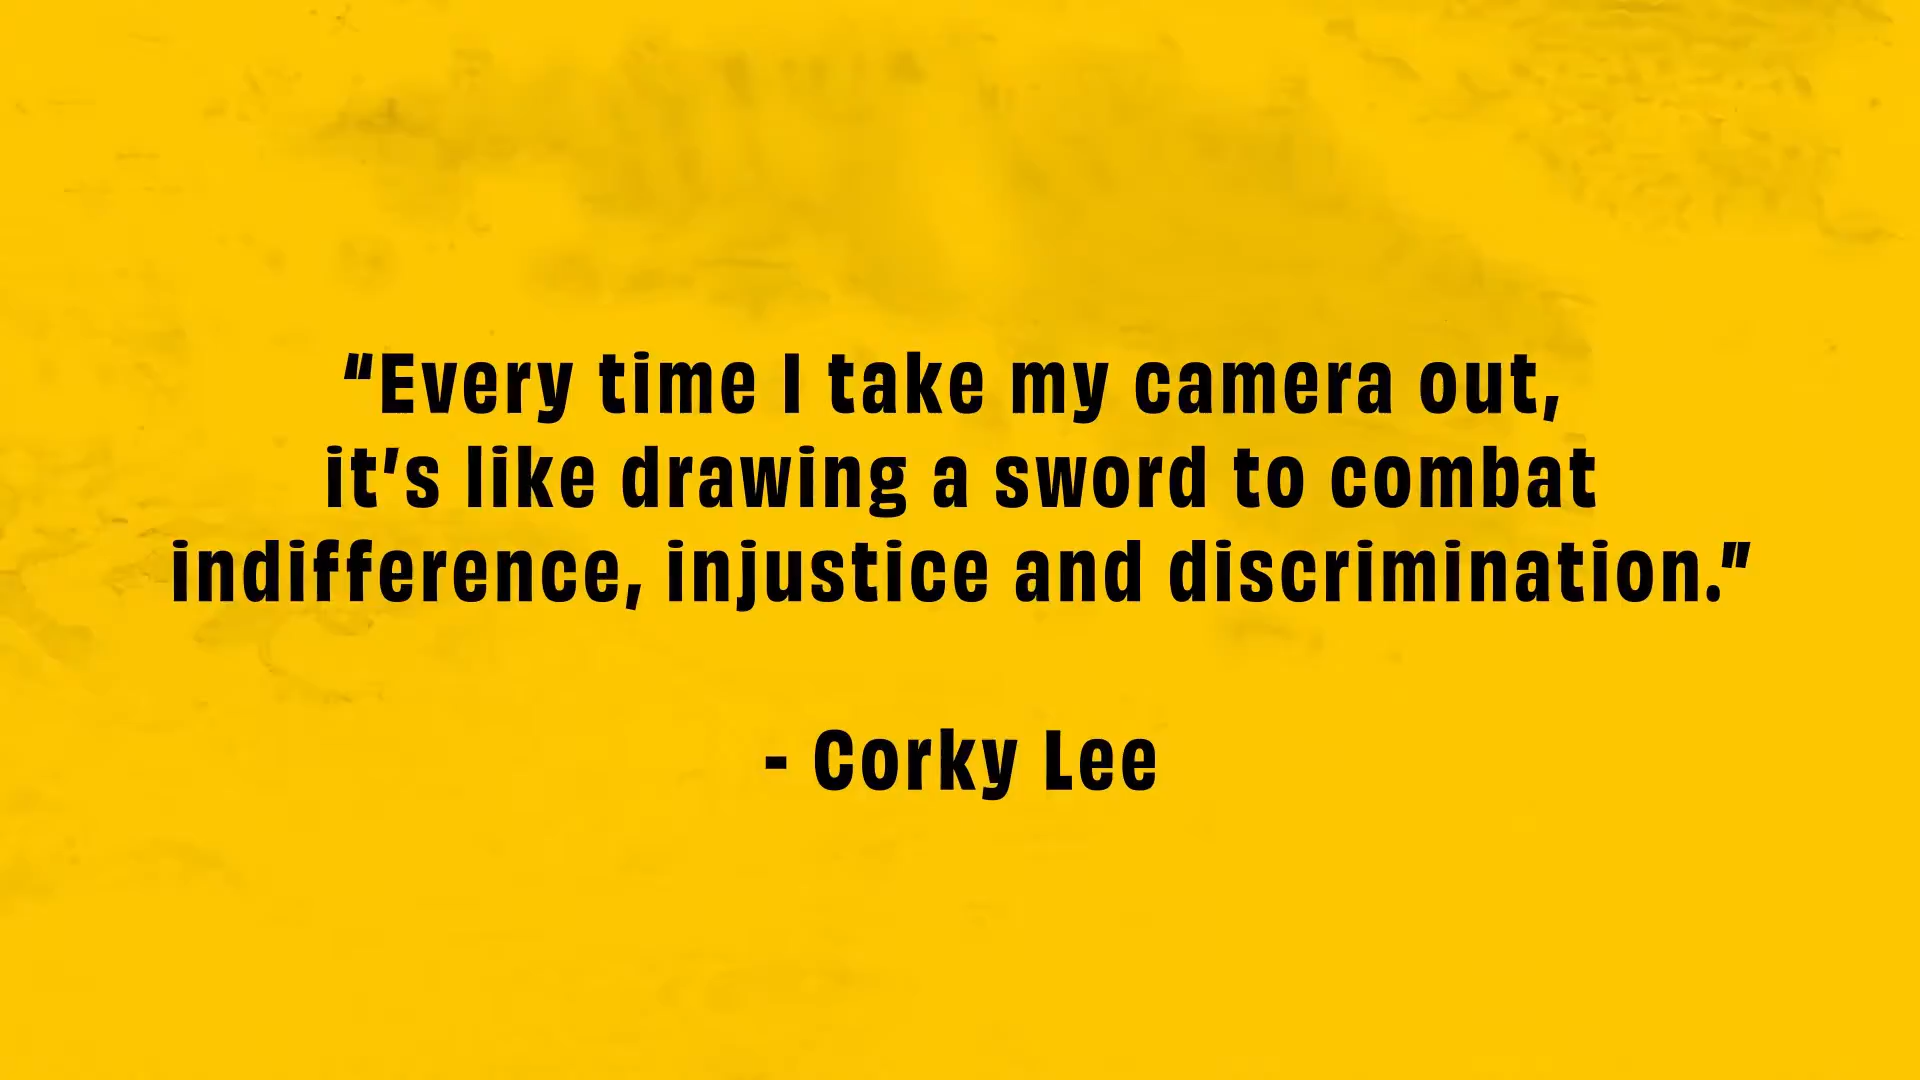 “Every time I take my camera out,
it’s like drawing a sword to combat
indifference, injustice and discrimination.”
- Corky Lee